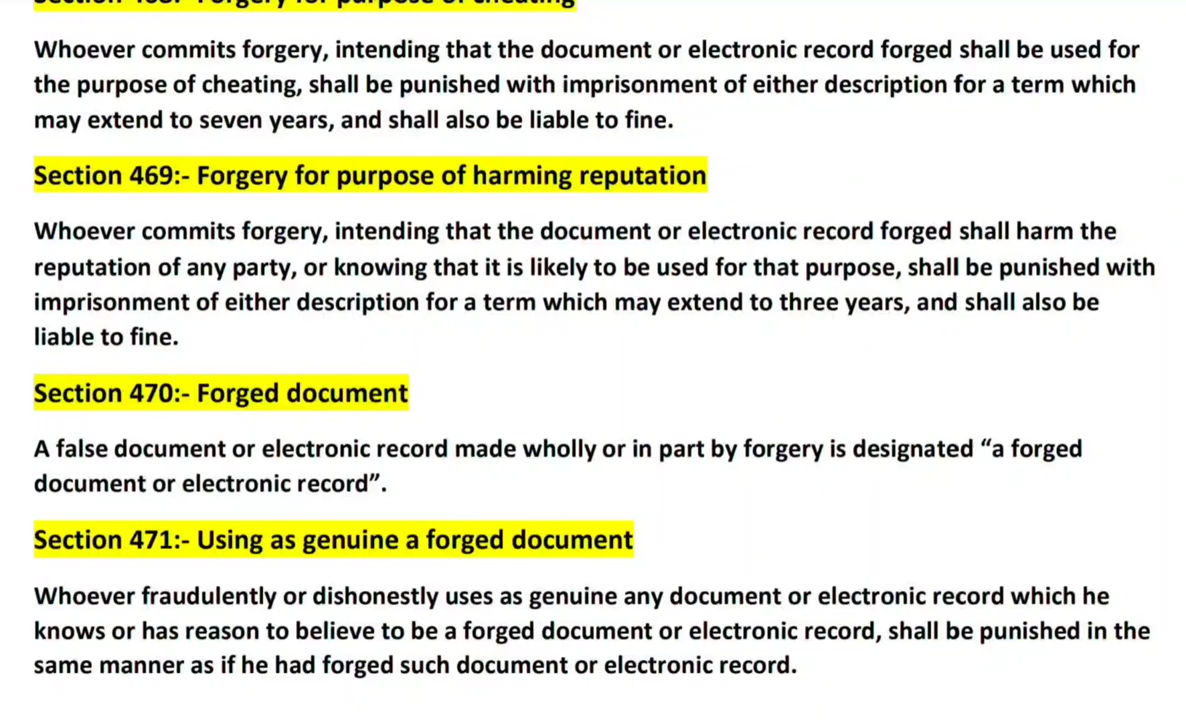 Section 468:- Forgery for purpose of cheating
Whoever commits forgery, intending that the document or electronic record forged shall be used for
the purpose of cheating, shall be punished with imprisonment of either description for a term which
may extend to seven years, and shall also be liable to fine.
Section 469:- Forgery for purpose of harming reputation
Whoever commits forgery, intending that the document or electronic record forged shall harm the
reputation of any party, or knowing that it is likely to be used for that purpose, shall be punished with
imprisonment of either description for a term which may extend to three years, and shall also be
liable to fine.
Section 470:- Forged document
A false document or electronic record made wholly or in part by forgery is designated “a forged
document or electronic record”.
Section 471:- Using as genuine a forged document
Whoever fraudulently or dishonestly uses as genuine any document or electronic record which he
knows or has reason to believe to be a forged document or electronic record, shall be punished in the
same manner as if he had forged such document or electronic record.